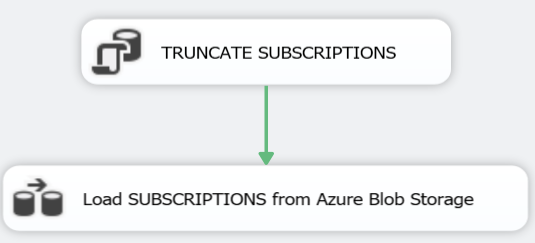 TRUNCATE SUBSCRIPTIONS
Load SUBSCRIPTIONS from Azure Blob Storage